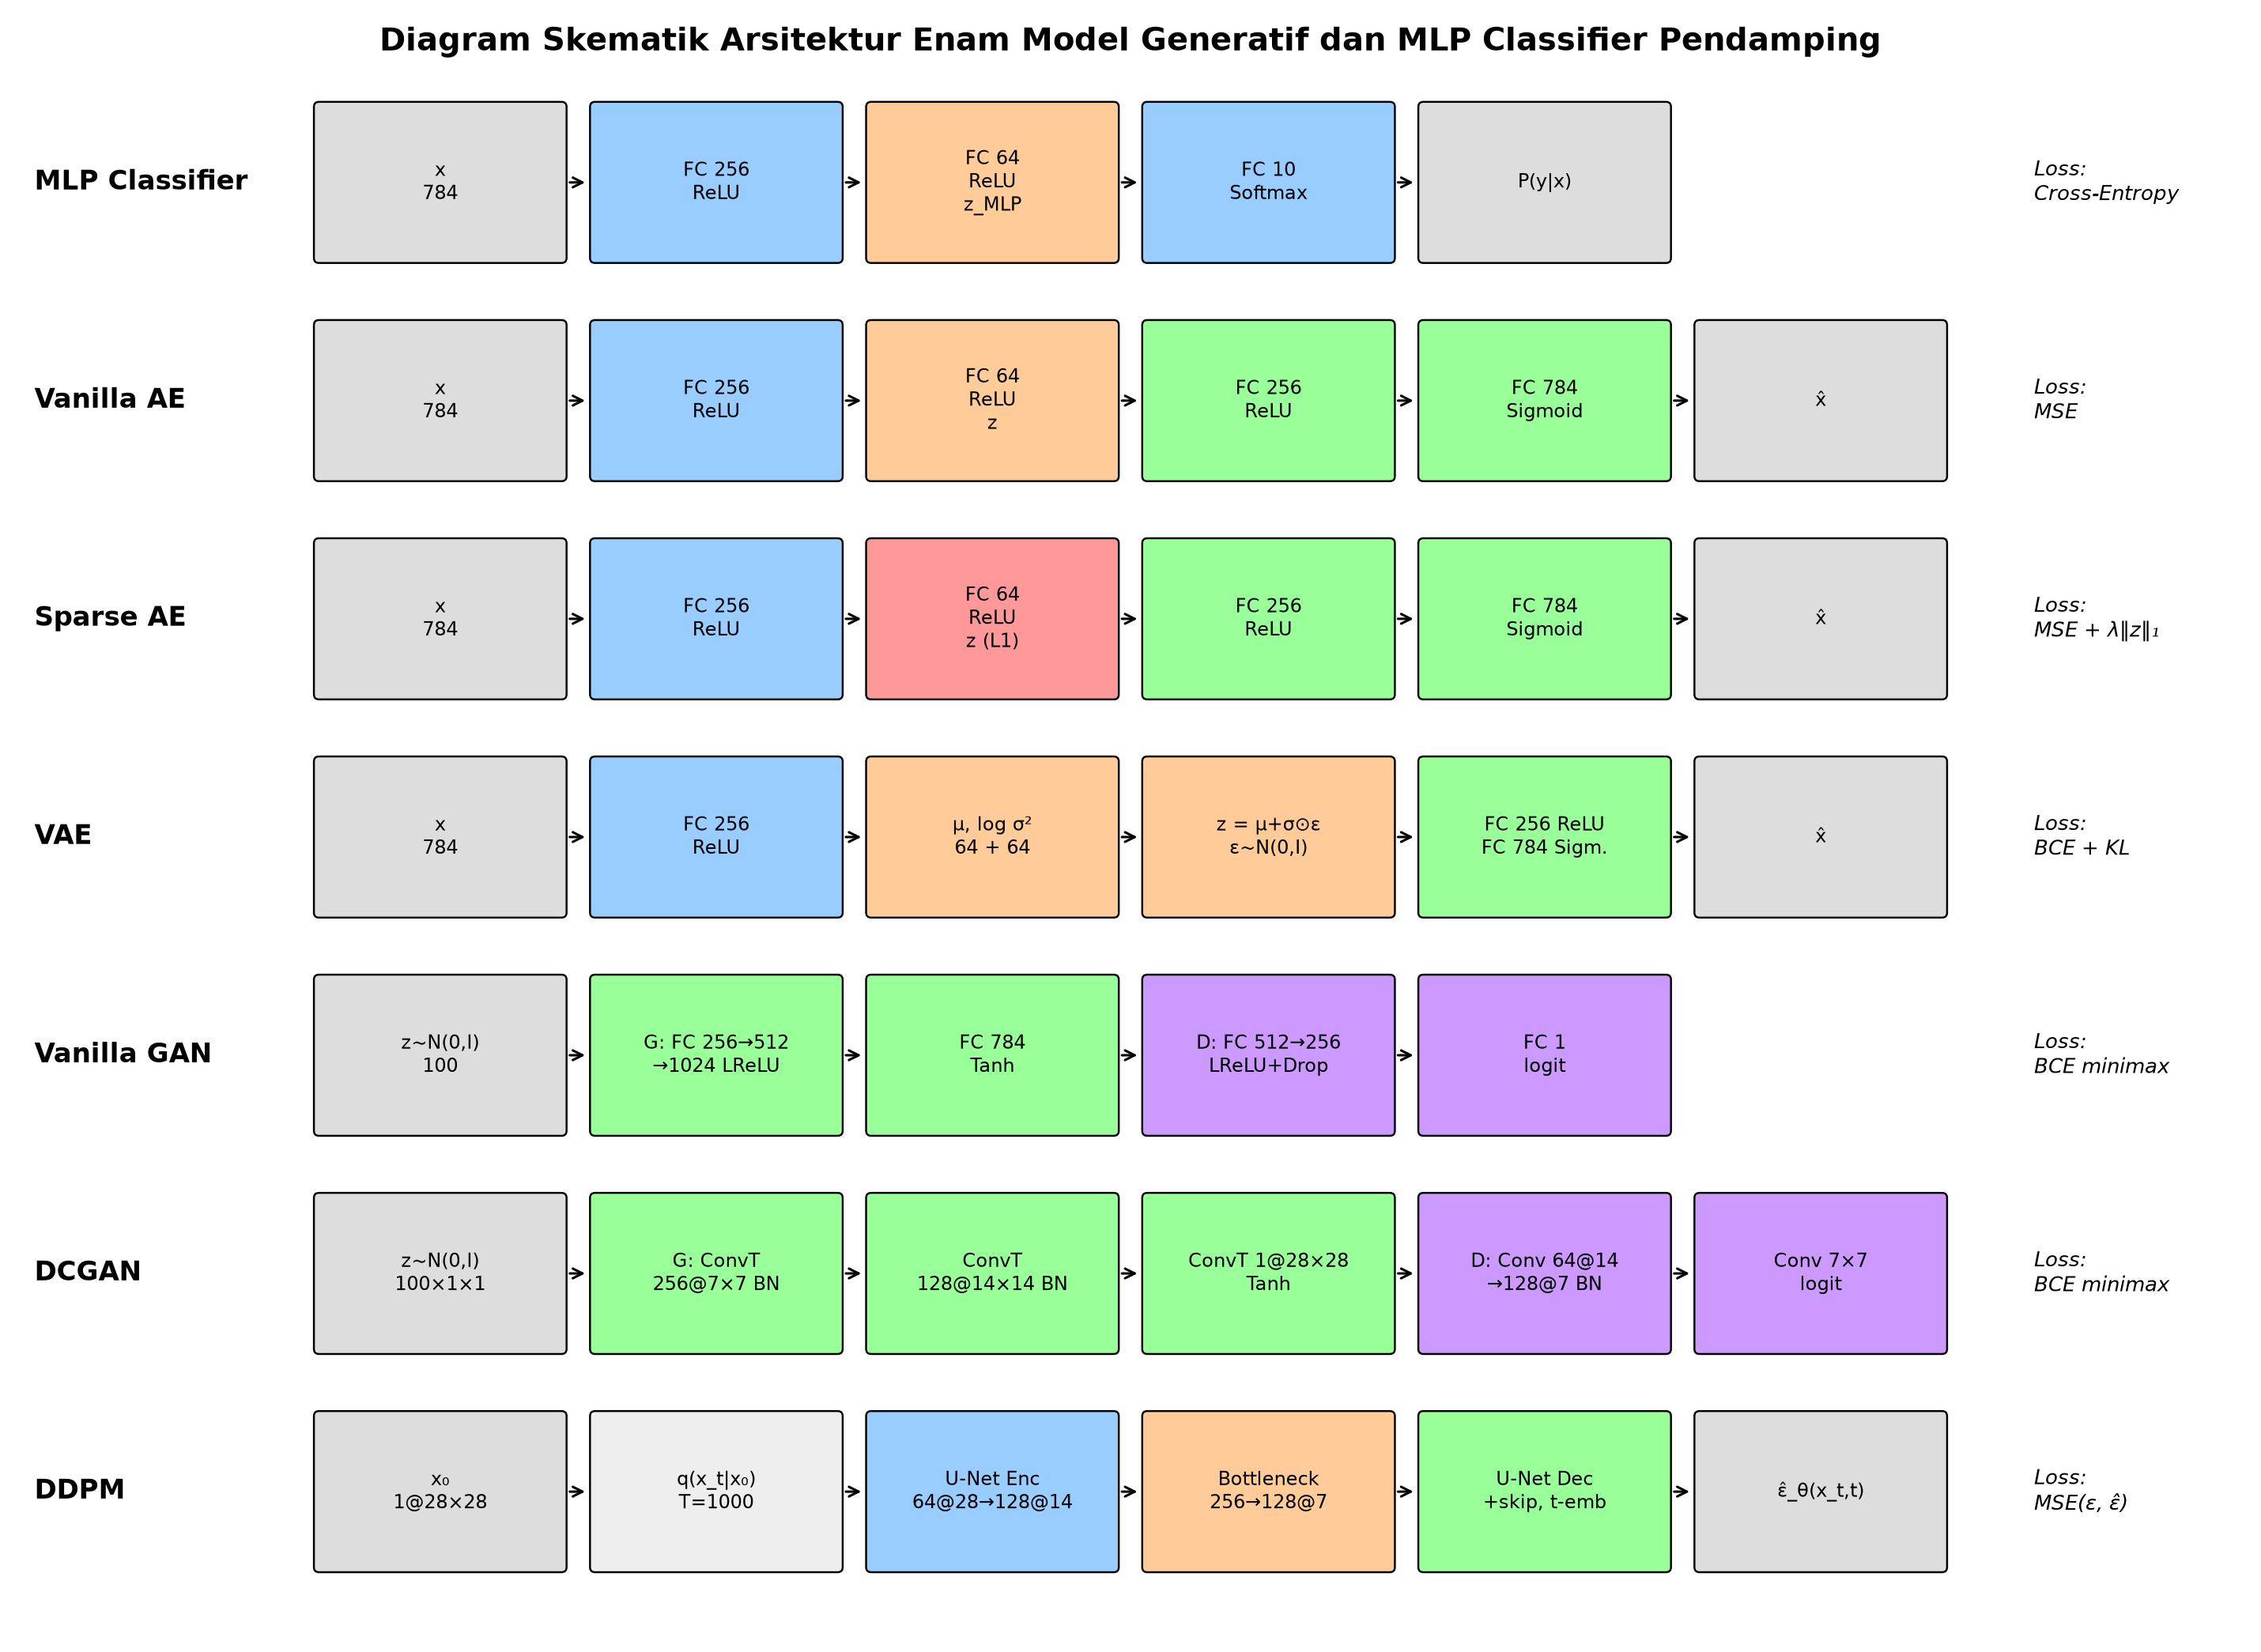 Diagram Skematik Arsitektur Enam Model Generatif dan MLP Classifier Pendamping
MLP Classifier
x
784
FC 256
ReLU
FC 64
ReLU
z_MLP
FC 10
Softmax
P(y|x)
Loss:
Cross-Entropy
Vanilla AE
x
784
FC 256
ReLU
FC 64
ReLU
z
FC 256
ReLU
FC 784
Sigmoid
x̂
Loss:
MSE
Sparse AE
x
784
FC 256
ReLU
FC 64
ReLU
z (L1)
FC 256
ReLU
FC 784
Sigmoid
x̂
Loss:
MSE + λ‖z‖₁
VAE
x
784
FC 256
ReLU
μ, log σ²
64 + 64
z = μ+σ⊙ε
ε~N(0,I)
FC 256 ReLU
FC 784 Sigm.
x̂
Loss:
BCE + KL
Vanilla GAN
z~N(0,I)
100
G: FC 256→512
→1024 LReLU
FC 784
Tanh
D: FC 512→256
LReLU+Drop
FC 1
logit
Loss:
BCE minimax
DCGAN
z~N(0,I)
100×1×1
G: ConvT
256@7×7 BN
ConvT
128@14×14 BN
ConvT 1@28×28
Tanh
D: Conv 64@14
→128@7 BN
Conv 7×7
logit
Loss:
BCE minimax
DDPM
x₀
1@28×28
q(x_t|x₀)
T=1000
U-Net Enc
64@28→128@14
Bottleneck
256→128@7
U-Net Dec
+skip, t-emb
ε̂_θ(x_t,t)
Loss:
MSE(ε, ε̂)